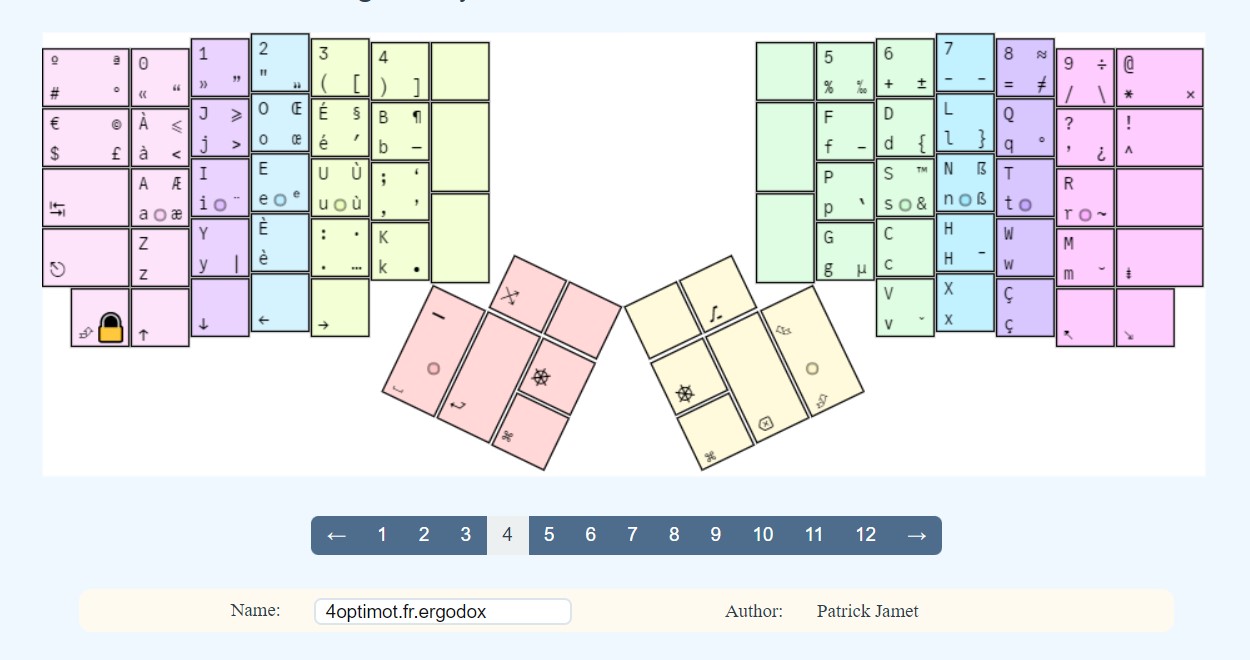 º ª 0 1 2 3 4 5 6 7 8 ≈ 9 ÷ @
# ° « “ » ” " „ ( [ ) ] % ‰ + ± - - = ≠ / \ * ×
€ © À ⩽ J ⩾ O Œ É § B ¶ F D L Q ? !
$ £ à < j > o œ é ′ b – f – d { l } q ° ’ ¿ ^
A Æ I E U Ù ; ‘ P S ™ N ẞ T R
a æ i ¨ e ᵉ u ù , ’ p ` s & n ß t r ~
Z Y È : · K G C H W M
z y | è . … k • g µ c H ¯ w m ˘
↑ ↓ ← → V X Ç
v ˇ x ç
← 1 2 3 4 5 6 7 8 9 10 11 12 →
Name: 4optimot.fr.ergodox Author: Patrick Jamet